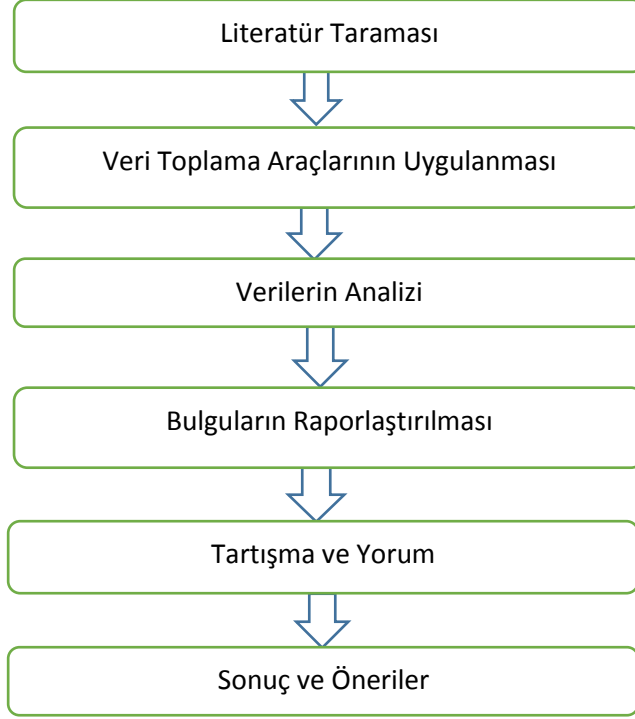 Literatür Taraması
Veri Toplama Araçlarının Uygulanması
Verilerin Analizi
Bulguların Raporlaştırılması
Tartışma ve Yorum
Sonuç ve Öneriler